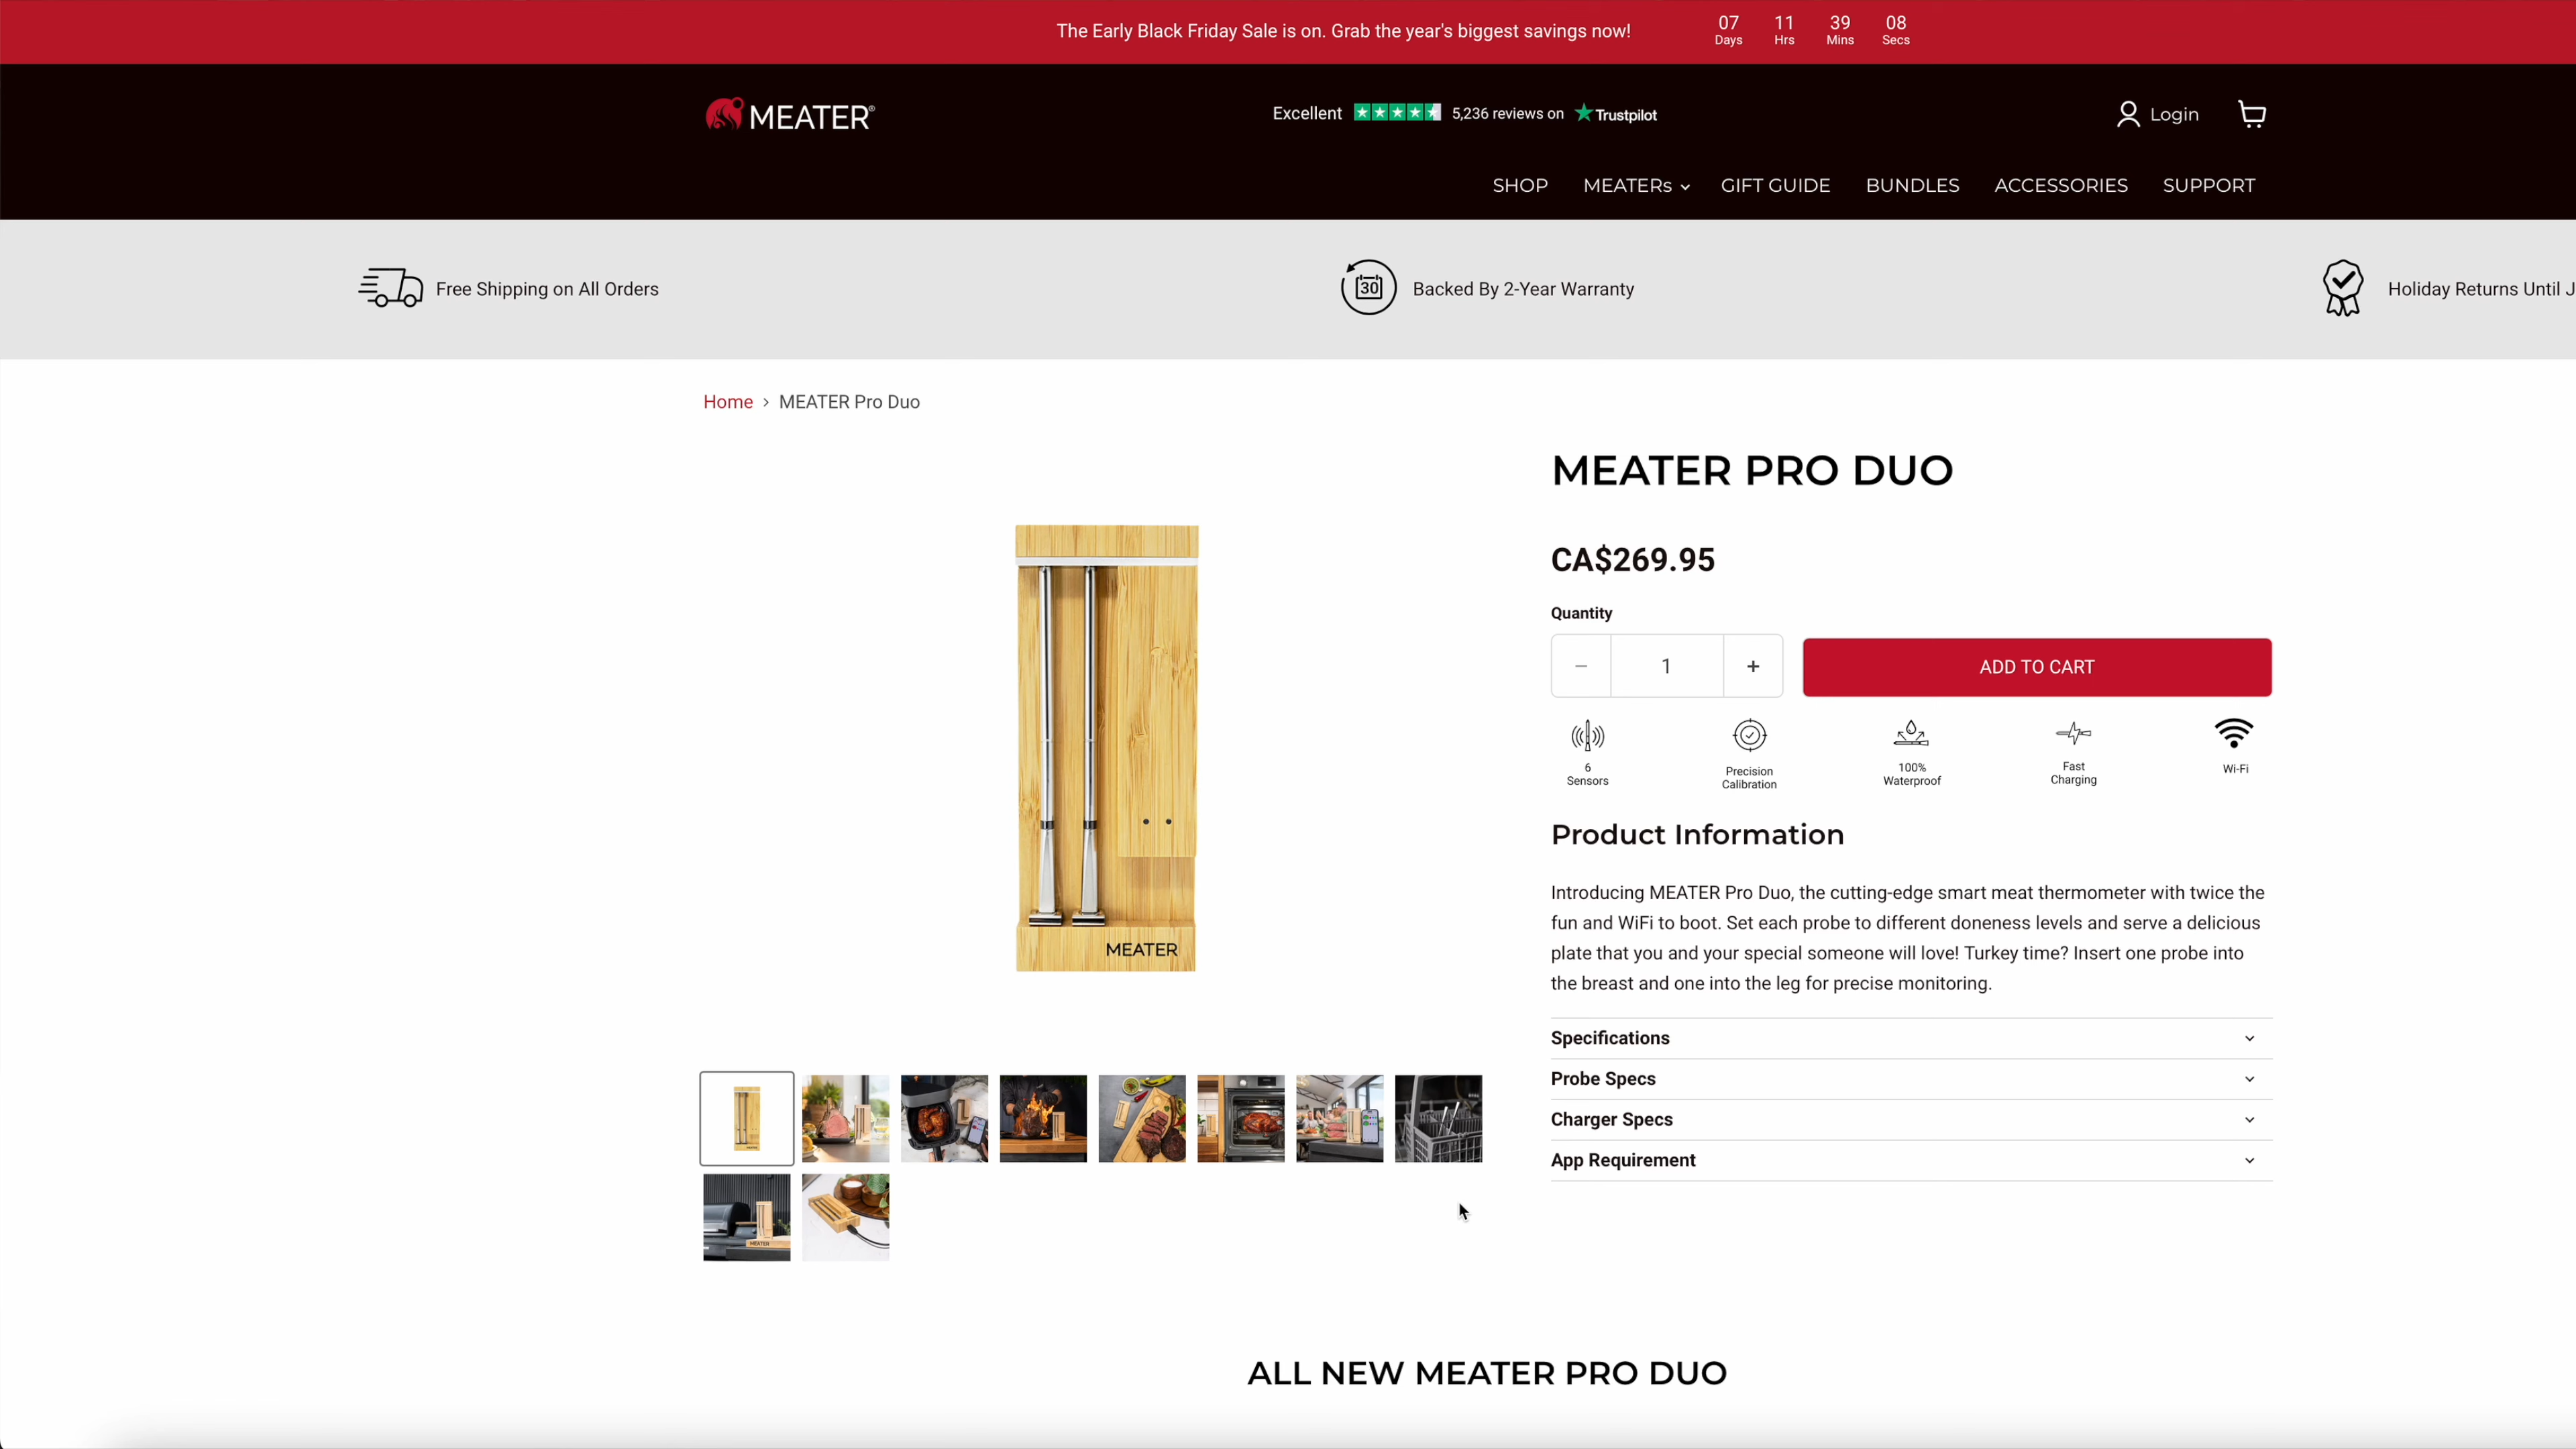 The Early Black Friday Sale is on. Grab the year's biggest savings now!
07 11 39 08
Days Hrs Mins Secs
MEATER®
Excellent 5,236 reviews on Trustpilot
Login
SHOP MEATERs GIFT GUIDE BUNDLES ACCESSORIES SUPPORT
Free Shipping on All Orders
30
Backed By 2-Year Warranty
Holiday Returns Until J
Home > MEATER Pro Duo
MEATER PRO DUO
CA$269.95
Quantity
− 1 +
ADD TO CART
6
Sensors
Precision
Calibration
100%
Waterproof
Fast
Charging
Wi-Fi
Product Information
Introducing MEATER Pro Duo, the cutting-edge smart meat thermometer with twice the
fun and WiFi to boot. Set each probe to different doneness levels and serve a delicious
plate that you and your special someone will love! Turkey time? Insert one probe into
the breast and one into the leg for precise monitoring.
Specifications
Probe Specs
Charger Specs
App Requirement
MEATER
MEATER
ALL NEW MEATER PRO DUO